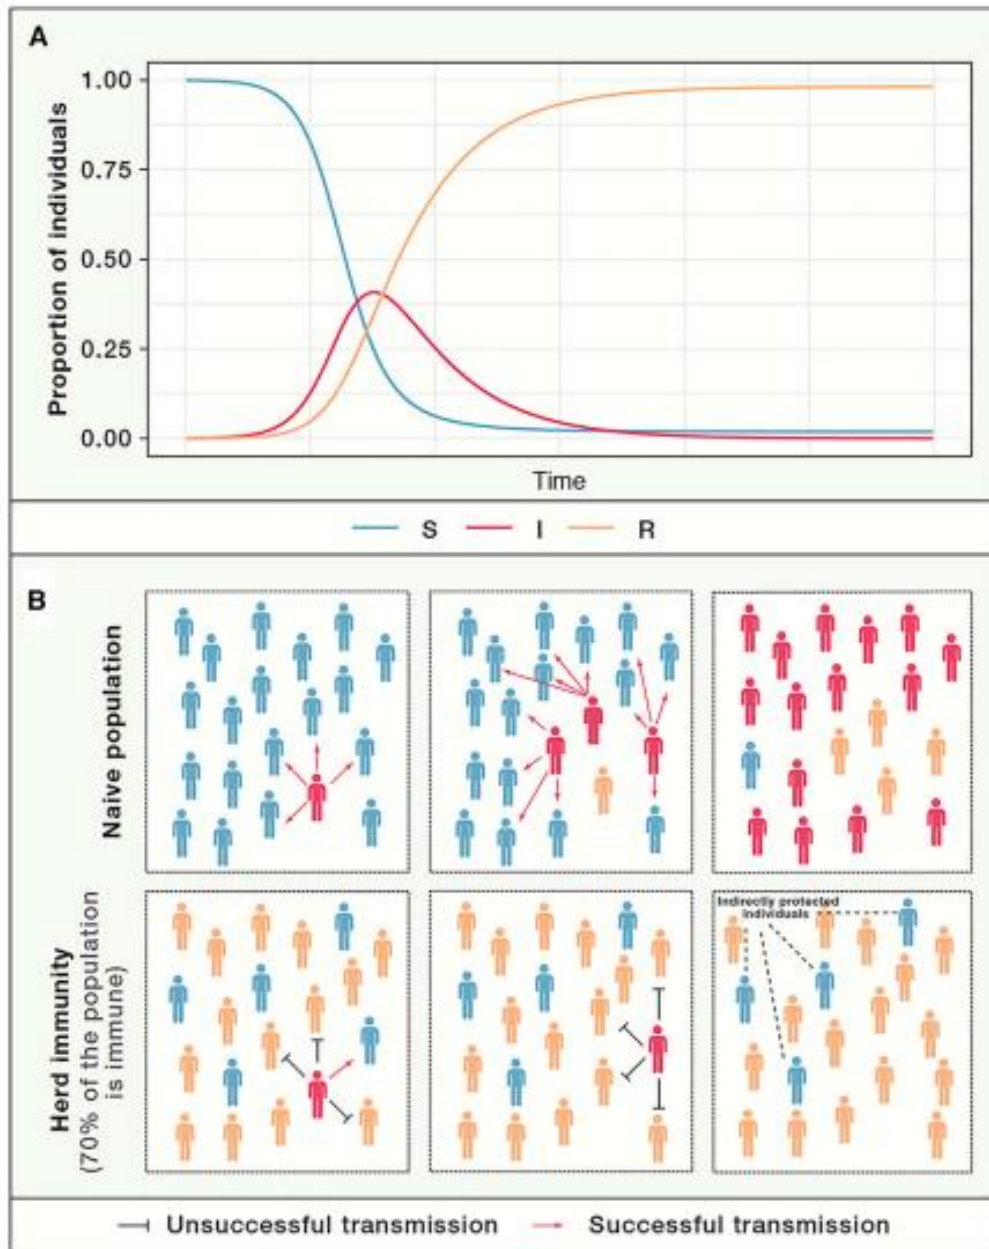 A
Proportion of individuals
1.00
0.75
0.50
0.25
0.00
Time
S I R
B
Naive population
Herd immunity
(70% of the population
is immune)
Indirectly protected
individuals
Unsuccessful transmission Successful transmission